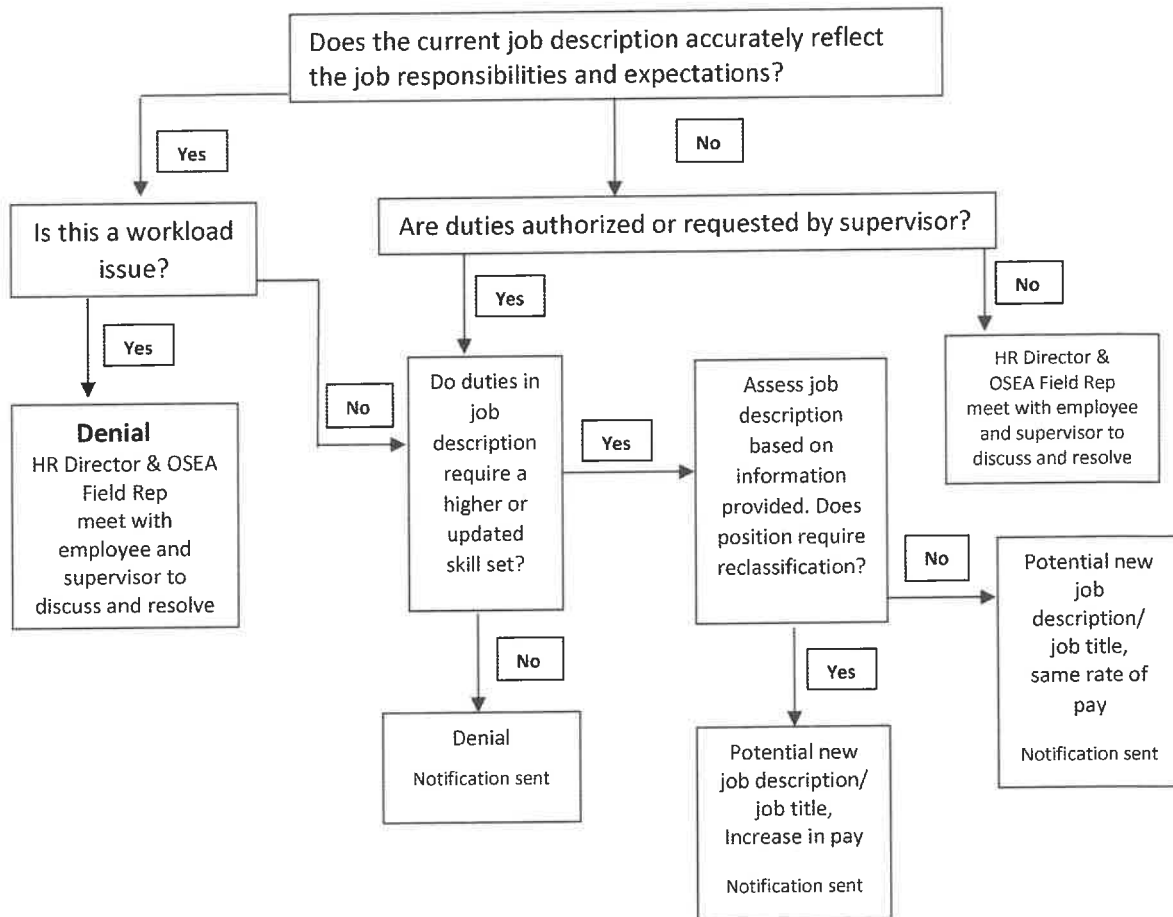 Does the current job description accurately reflect
the job responsibilities and expectations?
Yes
No
Is this a workload
issue?
Are duties authorized or requested by supervisor?
Yes
No
Yes
No
Do duties in
job
description
require a
higher or
updated
skill set?
Yes
Assess job
description
based on
information
provided. Does
position require
reclassification?
HR Director &
OSEA Field Rep
meet with employee
and supervisor to
discuss and resolve
Denial
HR Director & OSEA
Field Rep
meet with
employee and
supervisor to
discuss and resolve
No
Potential new
job
description/
job title,
same rate of
pay
Notification sent
No
Yes
Denial
Notification sent
Potential new
job description/
job title,
Increase in pay
Notification sent